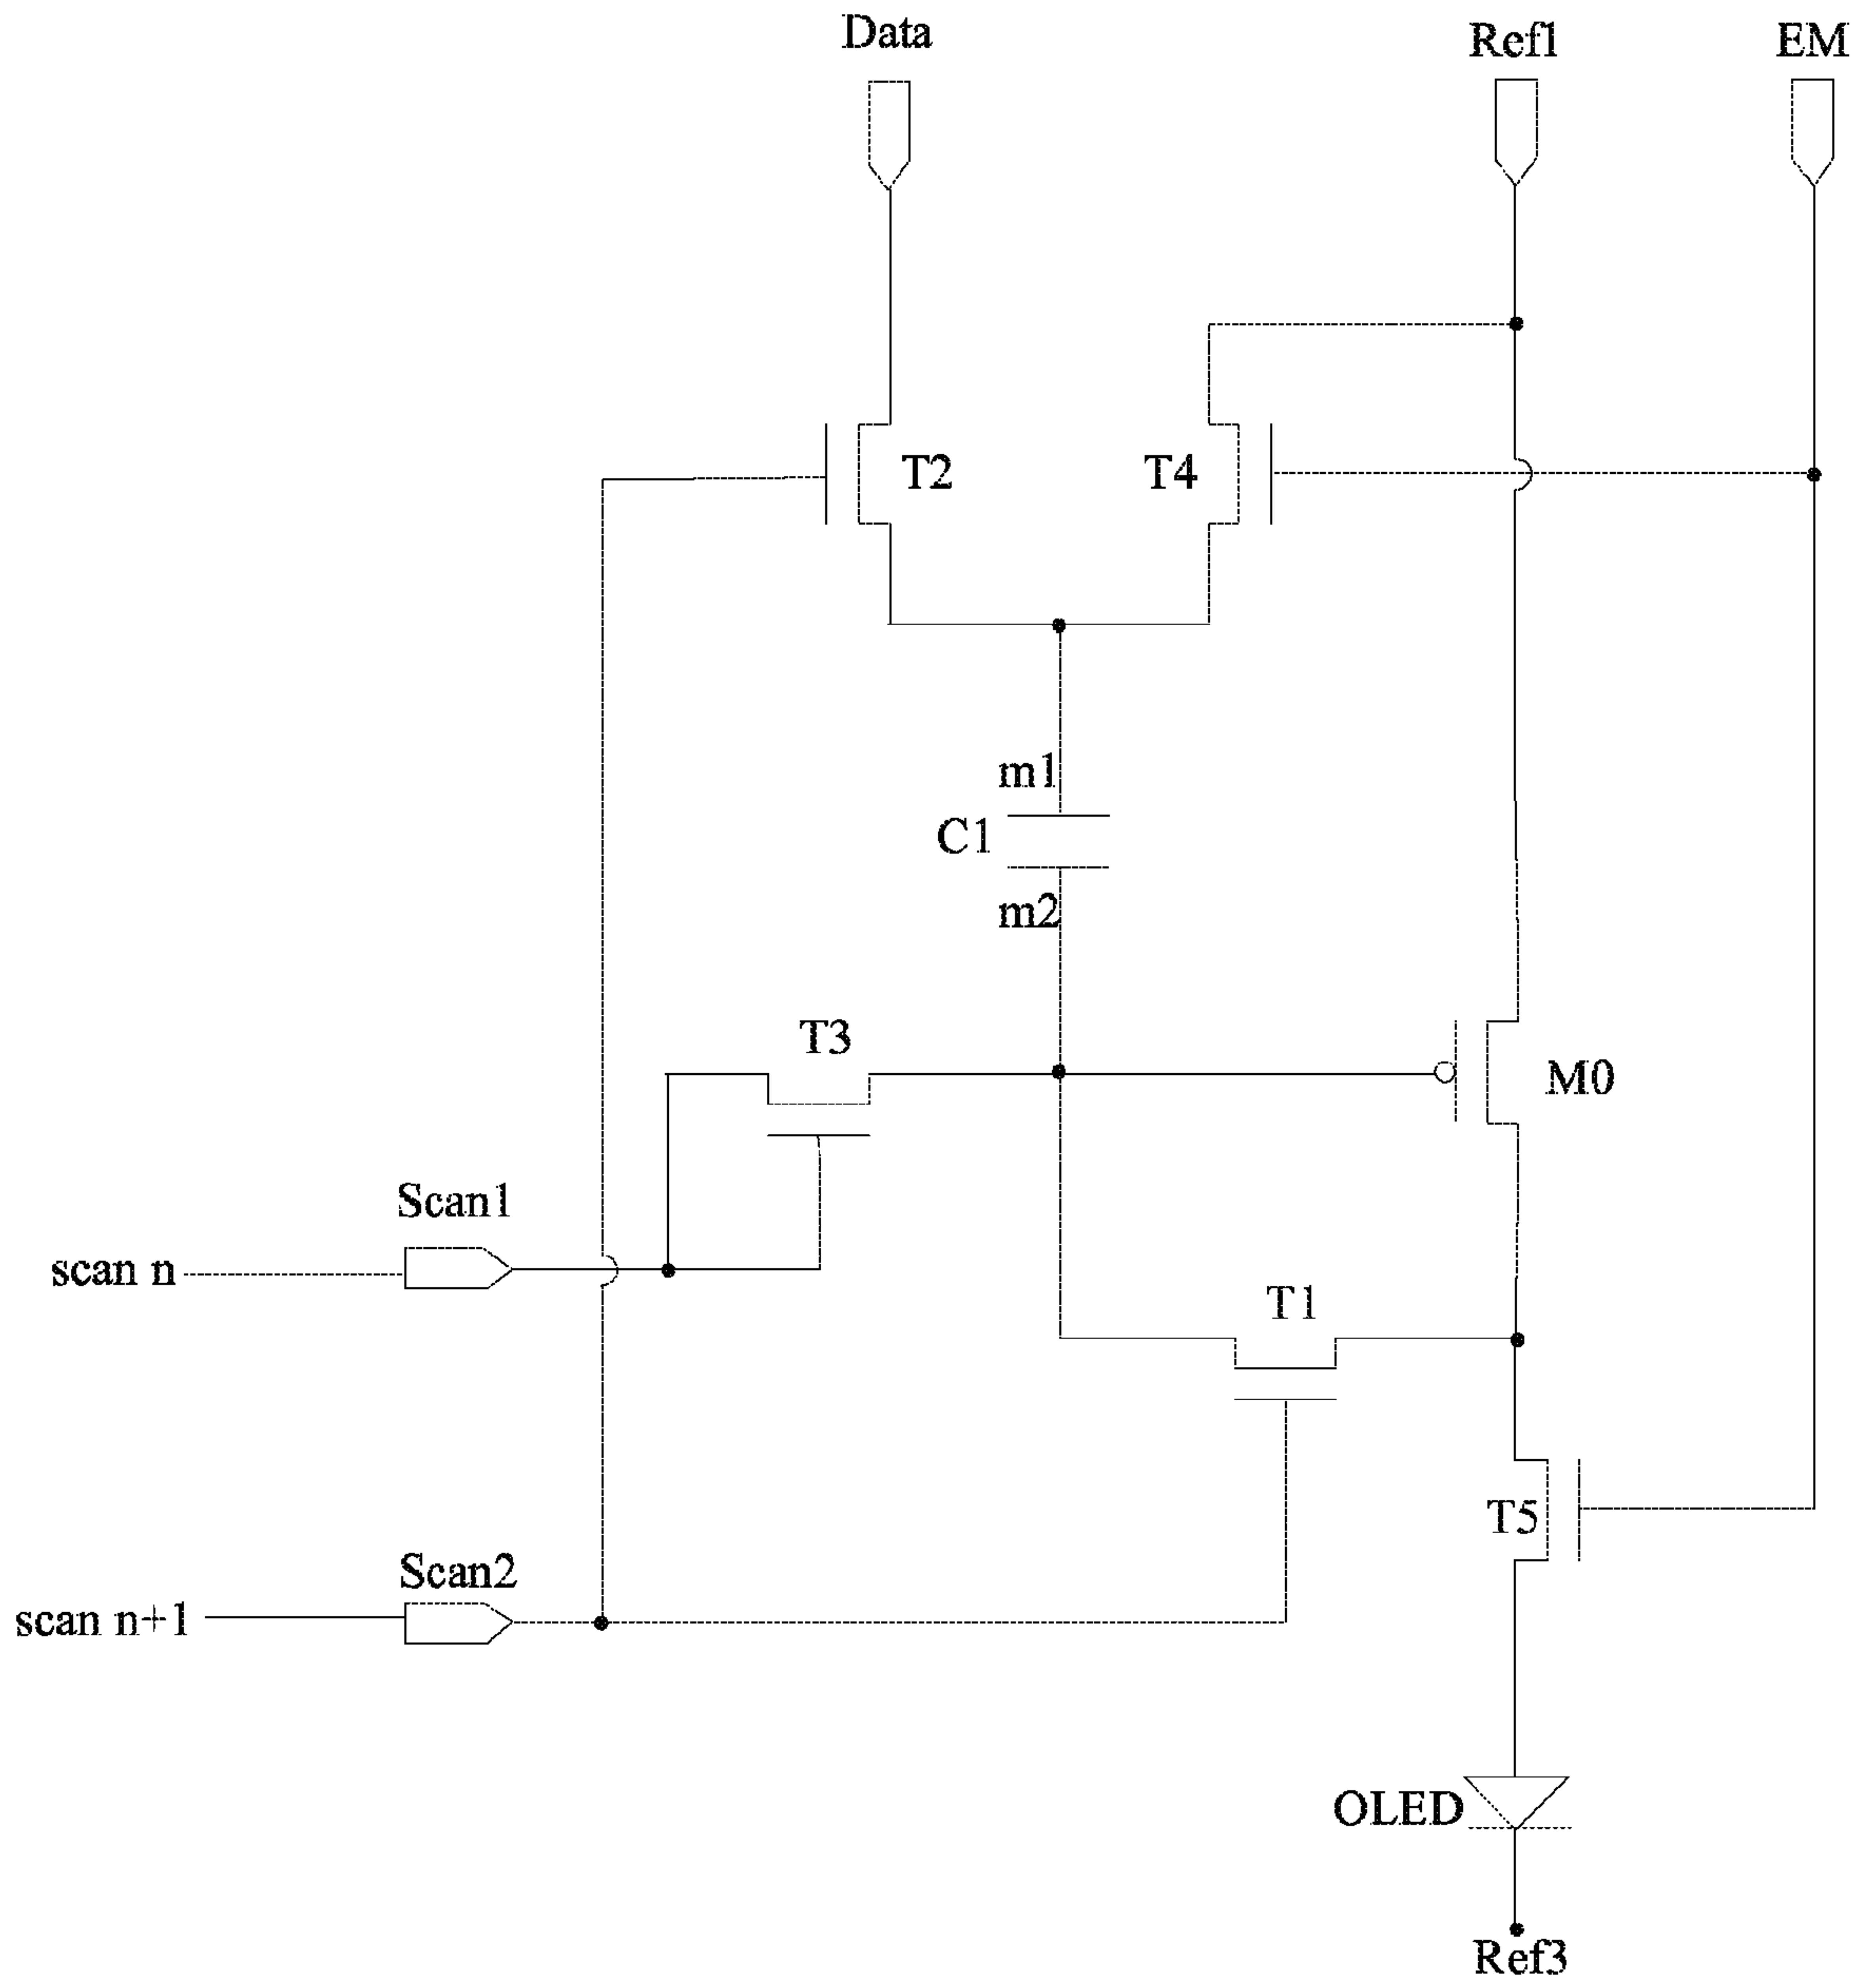 Data
Ref1
EM
T2
T4
m1
C1
m2
T3
M0
Scan1
scan n
T1
T5
Scan2
scan n+1
OLED
Ref3